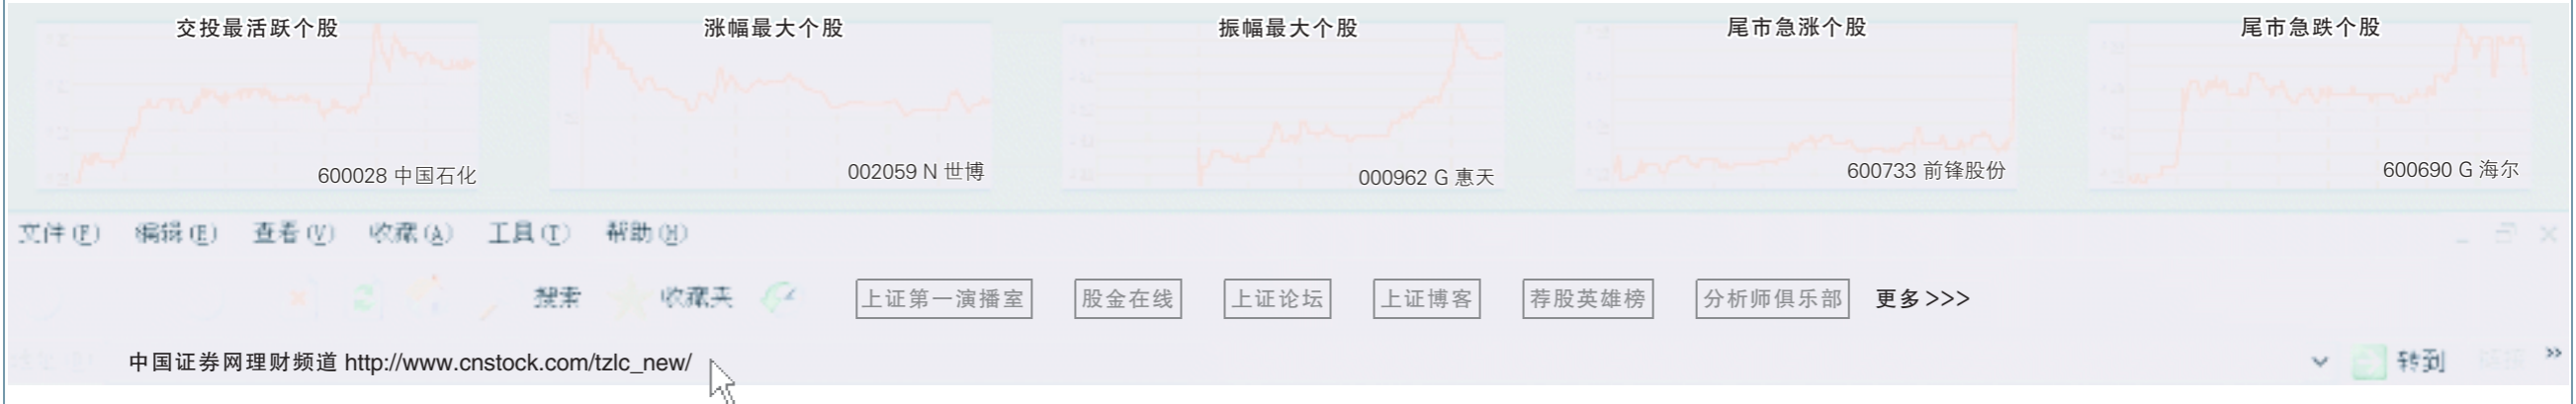 交投最活跃个股 涨幅最大个股 振幅最大个股 尾市急涨个股 尾市急跌个股
600028 中国石化 002059 N 世博 000962 G 惠天 600733 前锋股份 600690 G 海尔
文件(F) 编辑(E) 查看(V) 收藏(A) 工具(T) 帮助(H)
搜索 收藏夹 上证第一演播室 股金在线 上证论坛 上证博客 荐股英雄榜 分析师俱乐部 更多>>>
中国证券网理财频道 http://www.cnstock.com/tzlc_new/ 转到 »